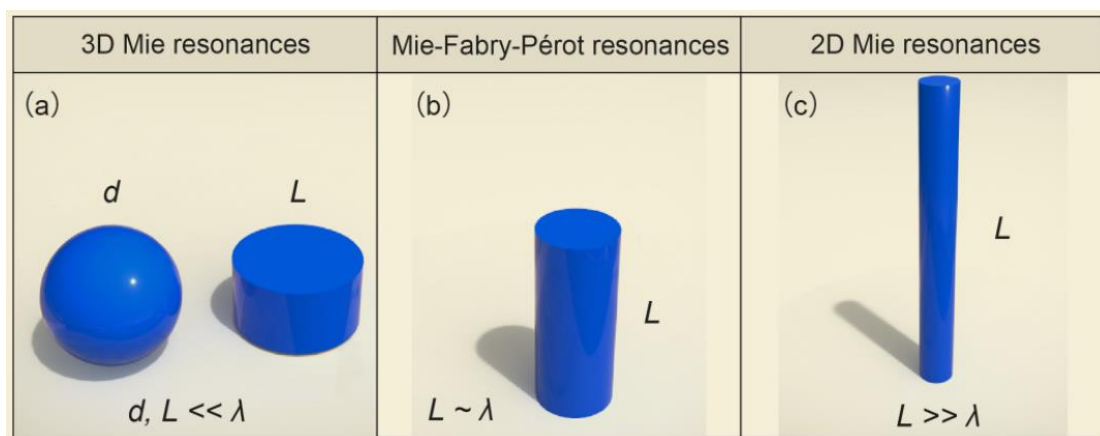 3D Mie resonances
Mie-Fabry-Pérot resonances
2D Mie resonances
(a)
d
L
d, L << λ
(b)
L
L ~ λ
(c)
L
L >> λ